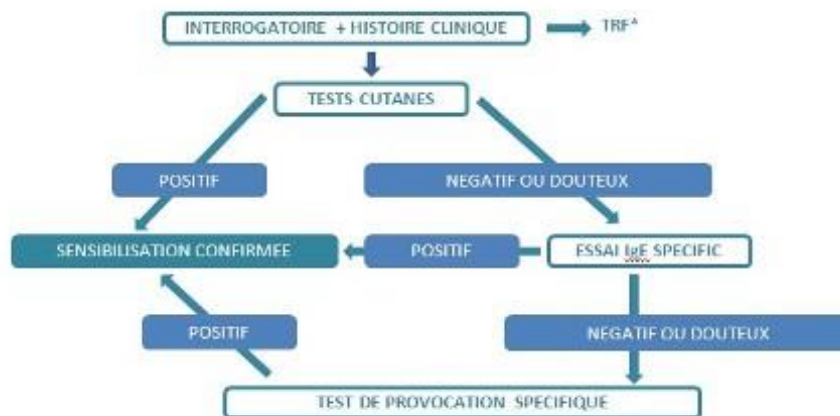 INTERROGATOIRE + HISTOIRE CLINIQUE
TRF^
TESTS CUTANES
POSITIF
NEGATIF OU DOUTEUX
SENSIBILISATION CONFIRMEE
POSITIF
ESSAI IgE SPECIFIC
POSITIF
NEGATIF OU DOUTEUX
TEST DE PROVOCATION SPECIFIQUE